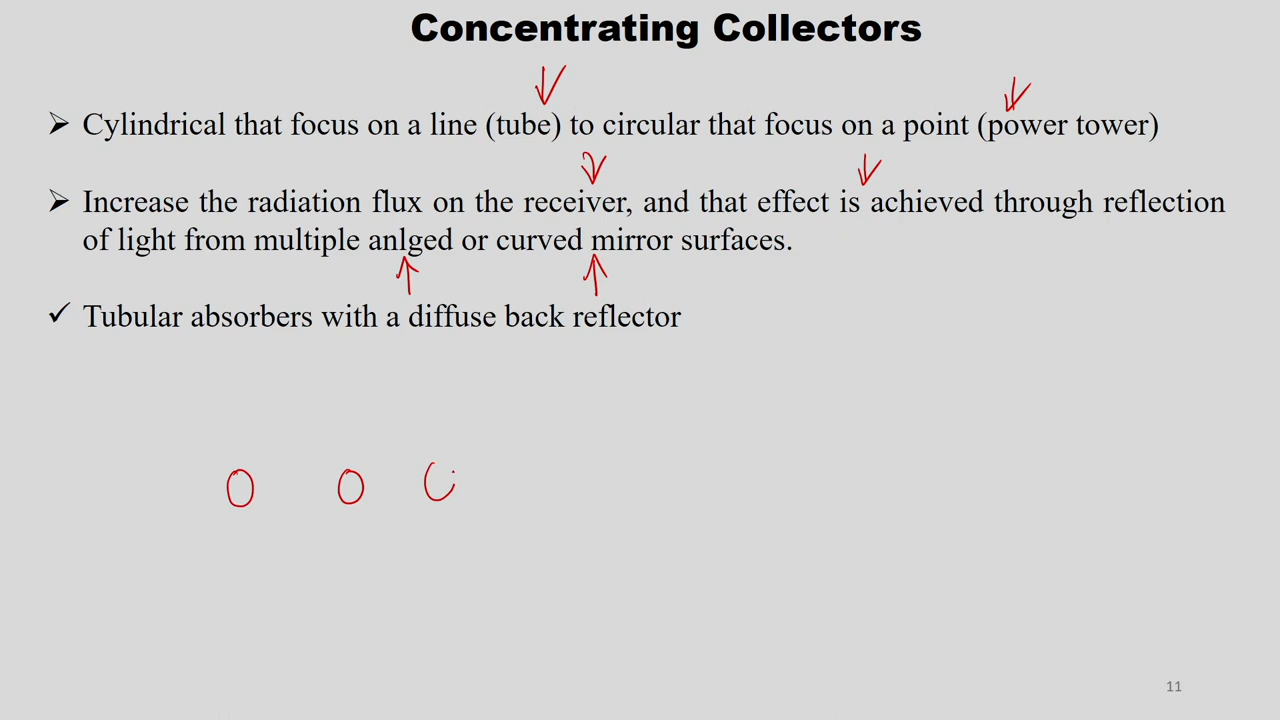 Concentrating Collectors
➢ Cylindrical that focus on a line (tube) to circular that focus on a point (power tower)
➢ Increase the radiation flux on the receiver, and that effect is achieved through reflection
of light from multiple anlged or curved mirror surfaces.
✓ Tubular absorbers with a diffuse back reflector
11